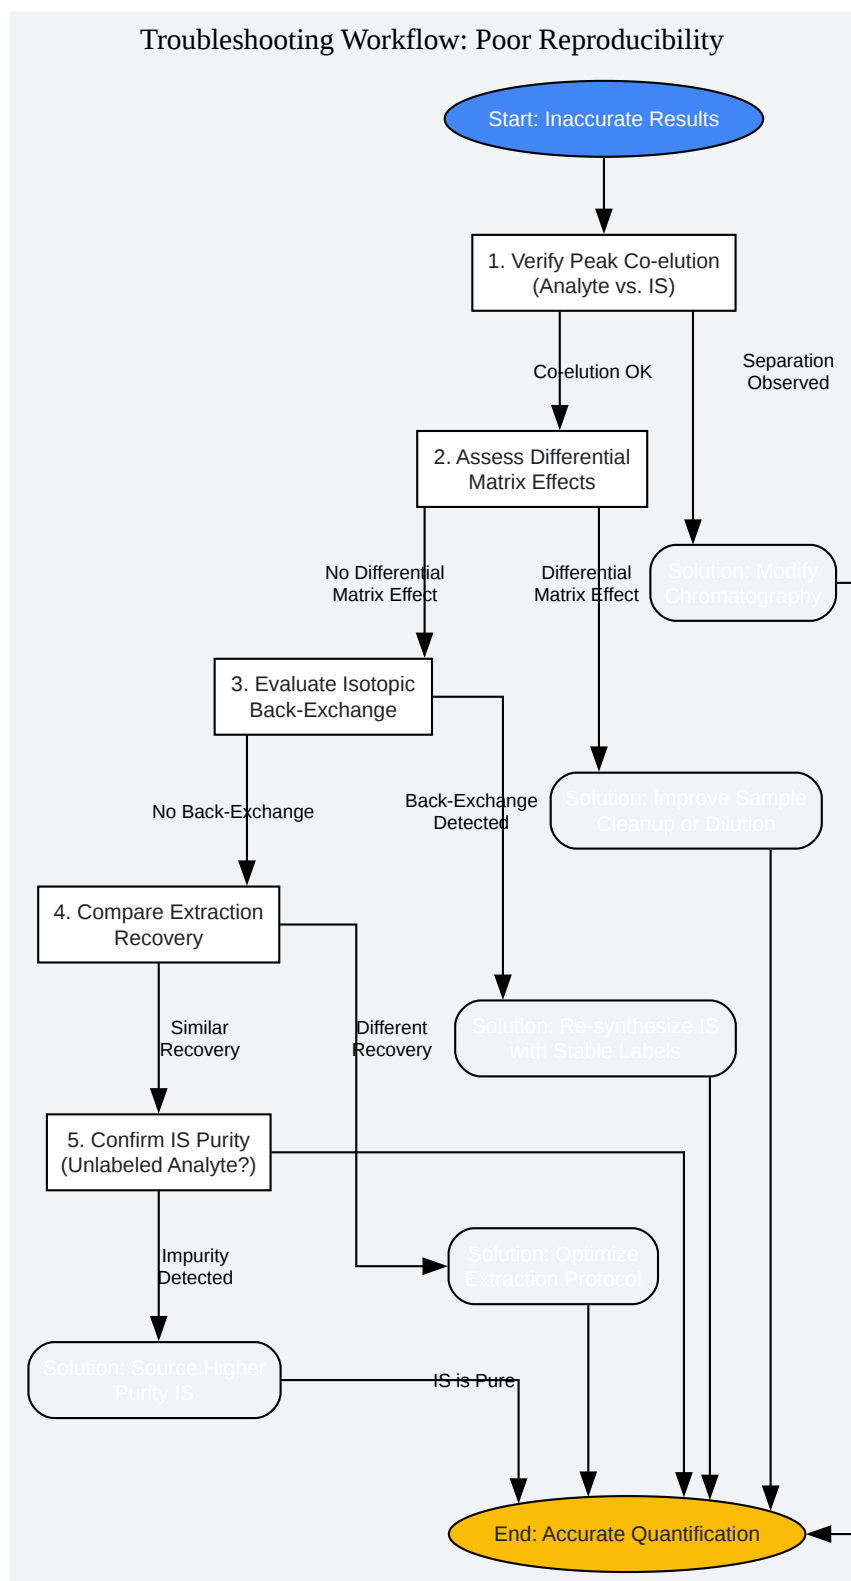 Troubleshooting Workflow: Poor Reproducibility
Start: Inaccurate Results
1. Verify Peak Co-elution
(Analyte vs. IS)
Co-elution OK
Separation
Observed
2. Assess Differential
Matrix Effects
No Differential
Matrix Effect
Differential
Matrix Effect
Solution: Modify
Chromatography
3. Evaluate Isotopic
Back-Exchange
No Back-Exchange
Back-Exchange
Detected
Solution: Improve Sample
Cleanup or Dilution
4. Compare Extraction
Recovery
Similar
Recovery
Different
Recovery
Solution: Re-synthesize IS
with Stable Labels
5. Confirm IS Purity
(Unlabeled Analyte?)
Impurity
Detected
Solution: Optimize
Extraction Protocol
Solution: Source Higher
Purity IS
IS is Pure
End: Accurate Quantification